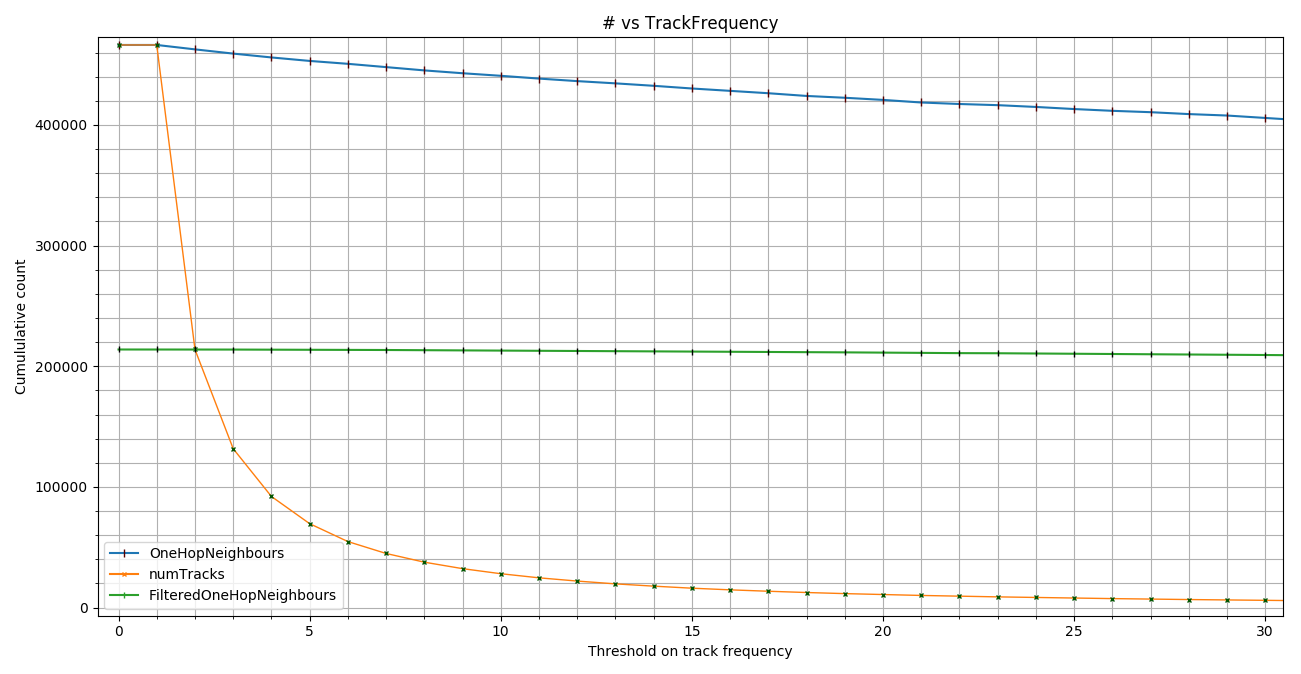 # vs TrackFrequency
Cumululative count
400000
300000
200000
100000
0
OneHopNeighbours
numTracks
FilteredOneHopNeighbours
0 5 10 15 20 25 30
Threshold on track frequency